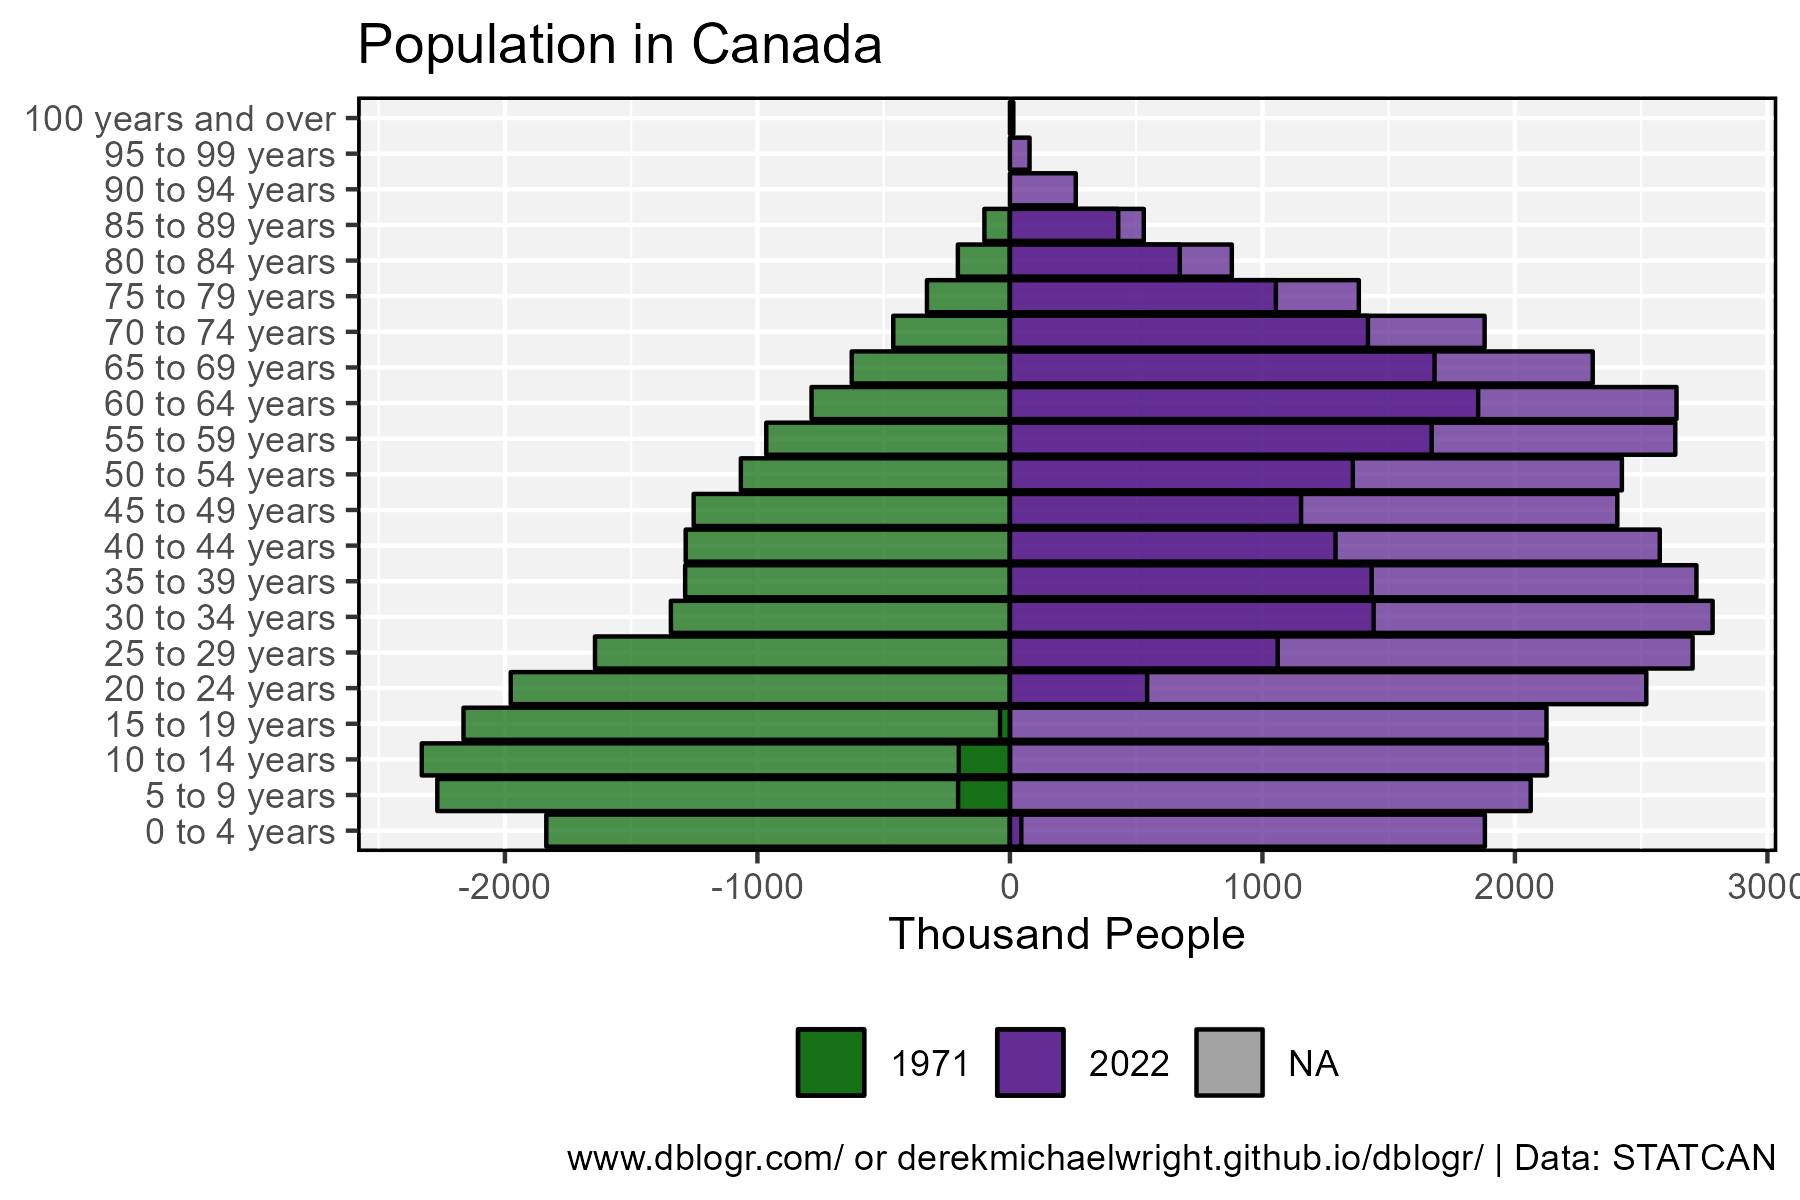 Population in Canada
100 years and over
95 to 99 years
90 to 94 years
85 to 89 years
80 to 84 years
75 to 79 years
70 to 74 years
65 to 69 years
60 to 64 years
55 to 59 years
50 to 54 years
45 to 49 years
40 to 44 years
35 to 39 years
30 to 34 years
25 to 29 years
20 to 24 years
15 to 19 years
10 to 14 years
5 to 9 years
0 to 4 years
-2000 -1000 0 1000 2000 3000
Thousand People
1971 2022 NA
www.dblogr.com/ or derekmichaelwright.github.io/dblogr/ | Data: STATCAN